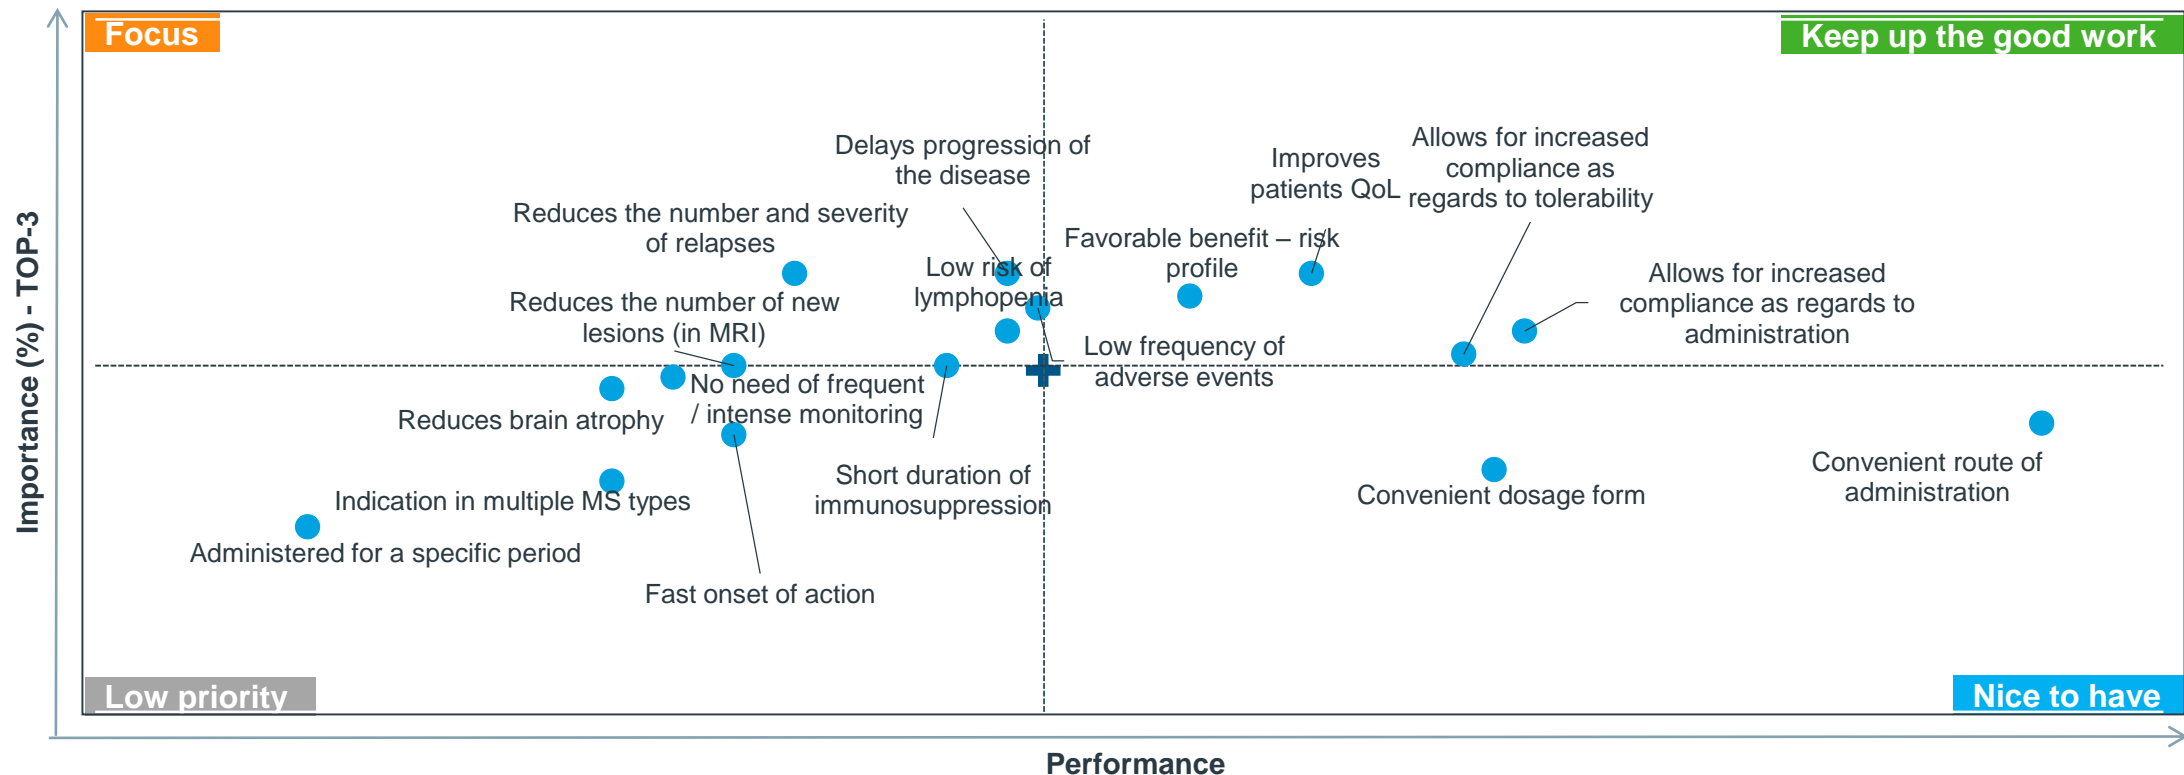 Focus
Keep up the good work
Delays progression of
the disease
Improves
patients QoL
Allows for increased
compliance as
regards to tolerability
Reduces the number and severity
of relapses
Favorable benefit – risk
profile
Low risk of
lymphopenia
Allows for increased
compliance as regards to
administration
Reduces the number of new
lesions (in MRI)
Low frequency of
adverse events
No need of frequent
/ intense monitoring
Reduces brain atrophy
Short duration of
immunosuppression
Convenient route of
administration
Convenient dosage form
Indication in multiple MS types
Administered for a specific period
Fast onset of action
Low priority
Nice to have
Importance (%) - TOP-3
Performance